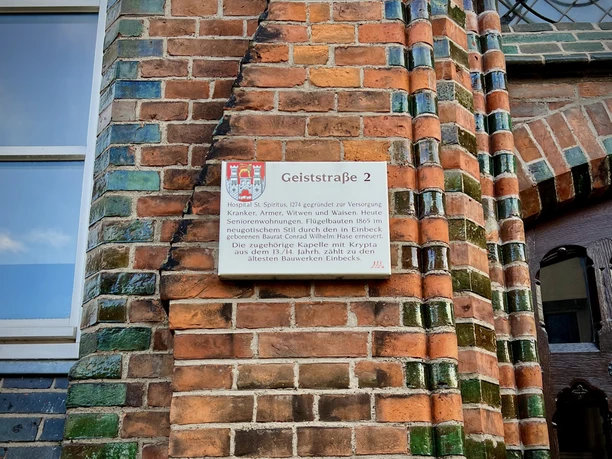 Geiststraße 2
Hospital St. Spiritus, 1274 gegründet zur Versorgung
Kranker, Armer, Witwen und Waisen. Heute
Seniorenwohnungen. Flügelbauten 1865 im
neugotischen Stil durch den in Einbeck
geborenen Baurat Conrad Wilhelm Hase erneuert.
Die zugehörige Kapelle mit Krypta
aus dem 13./14. Jahrh. zählt zu den
ältesten Bauwerken Einbecks.